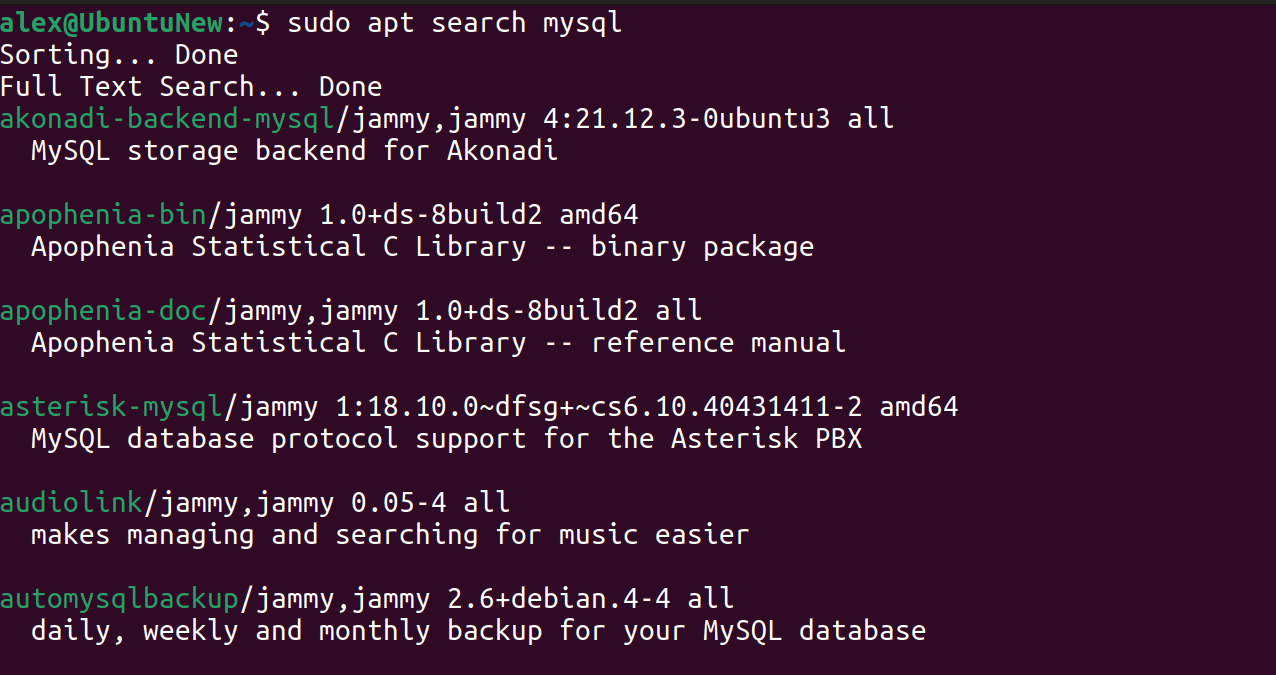 alex@UbuntuNew:~$ sudo apt search mysql
Sorting... Done
Full Text Search... Done
akonadi-backend-mysql/jammy,jammy 4:21.12.3-0ubuntu3 all
  MySQL storage backend for Akonadi

apophenia-bin/jammy 1.0+ds-8build2 amd64
  Apophenia Statistical C Library -- binary package

apophenia-doc/jammy,jammy 1.0+ds-8build2 all
  Apophenia Statistical C Library -- reference manual

asterisk-mysql/jammy 1:18.10.0~dfsg+~cs6.10.40431411-2 amd64
  MySQL database protocol support for the Asterisk PBX

audiolink/jammy,jammy 0.05-4 all
  makes managing and searching for music easier

automysqlbackup/jammy,jammy 2.6+debian.4-4 all
  daily, weekly and monthly backup for your MySQL database